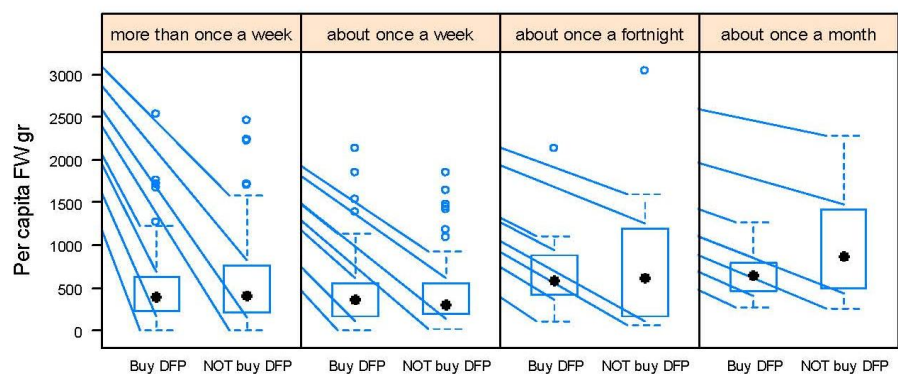 more than once a week
about once a week
about once a fortnight
about once a month
Per capita FW gr
3000
2500
2000
1500
1000
500
0
Buy DFP
NOT buy DFP
Buy DFP
NOT buy DFP
Buy DFP
NOT buy DFP
Buy DFP
NOT buy DFP